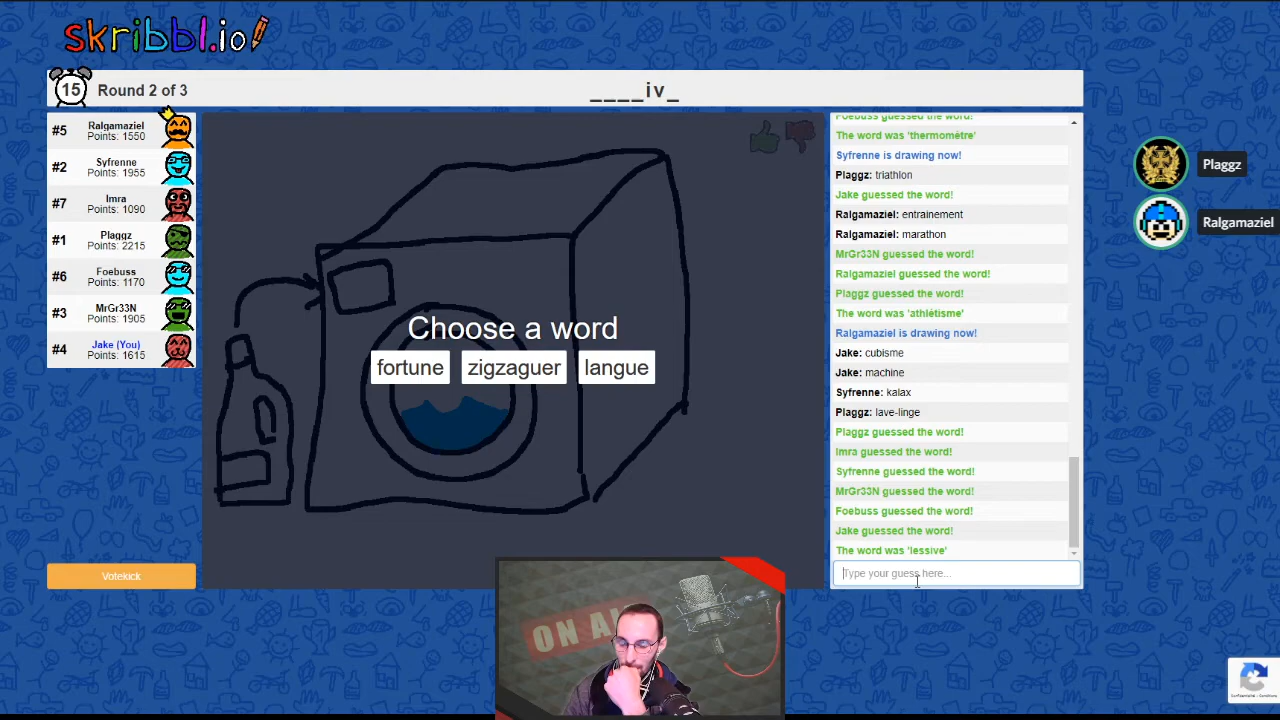 skribbl.io!
15
Round 2 of 3
____iv_
#5
Ralgamaziel
Points: 1550
#2
Syfrenne
Points: 1955
#7
Imra
Points: 1090
#1
Plaggz
Points: 2215
#6
Foebuss
Points: 1170
#3
MrGr33N
Points: 1905
#4
Jake (You)
Points: 1615
Votekick
Choose a word
fortune
zigzaguer
langue
Foebuss guessed the word!
The word was 'thermomètre'
Syfrenne is drawing now!
Plaggz: triathlon
Jake guessed the word!
Ralgamaziel: entrainement
Ralgamaziel: marathon
MrGr33N guessed the word!
Ralgamaziel guessed the word!
Plaggz guessed the word!
The word was 'athlétisme'
Ralgamaziel is drawing now!
Jake: cubisme
Jake: machine
Syfrenne: kalax
Plaggz: lave-linge
Plaggz guessed the word!
Imra guessed the word!
Syfrenne guessed the word!
MrGr33N guessed the word!
Foebuss guessed the word!
Jake guessed the word!
The word was 'lessive'
Type your guess here...
Plaggz
Ralgamaziel
ON AI